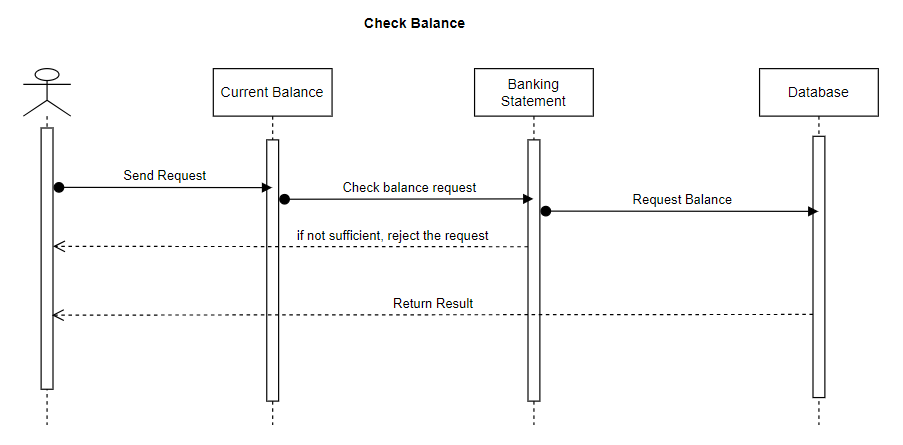 Check Balance
Current Balance
Banking
Statement
Database
Send Request
Check balance request
Request Balance
if not sufficient, reject the request
Return Result